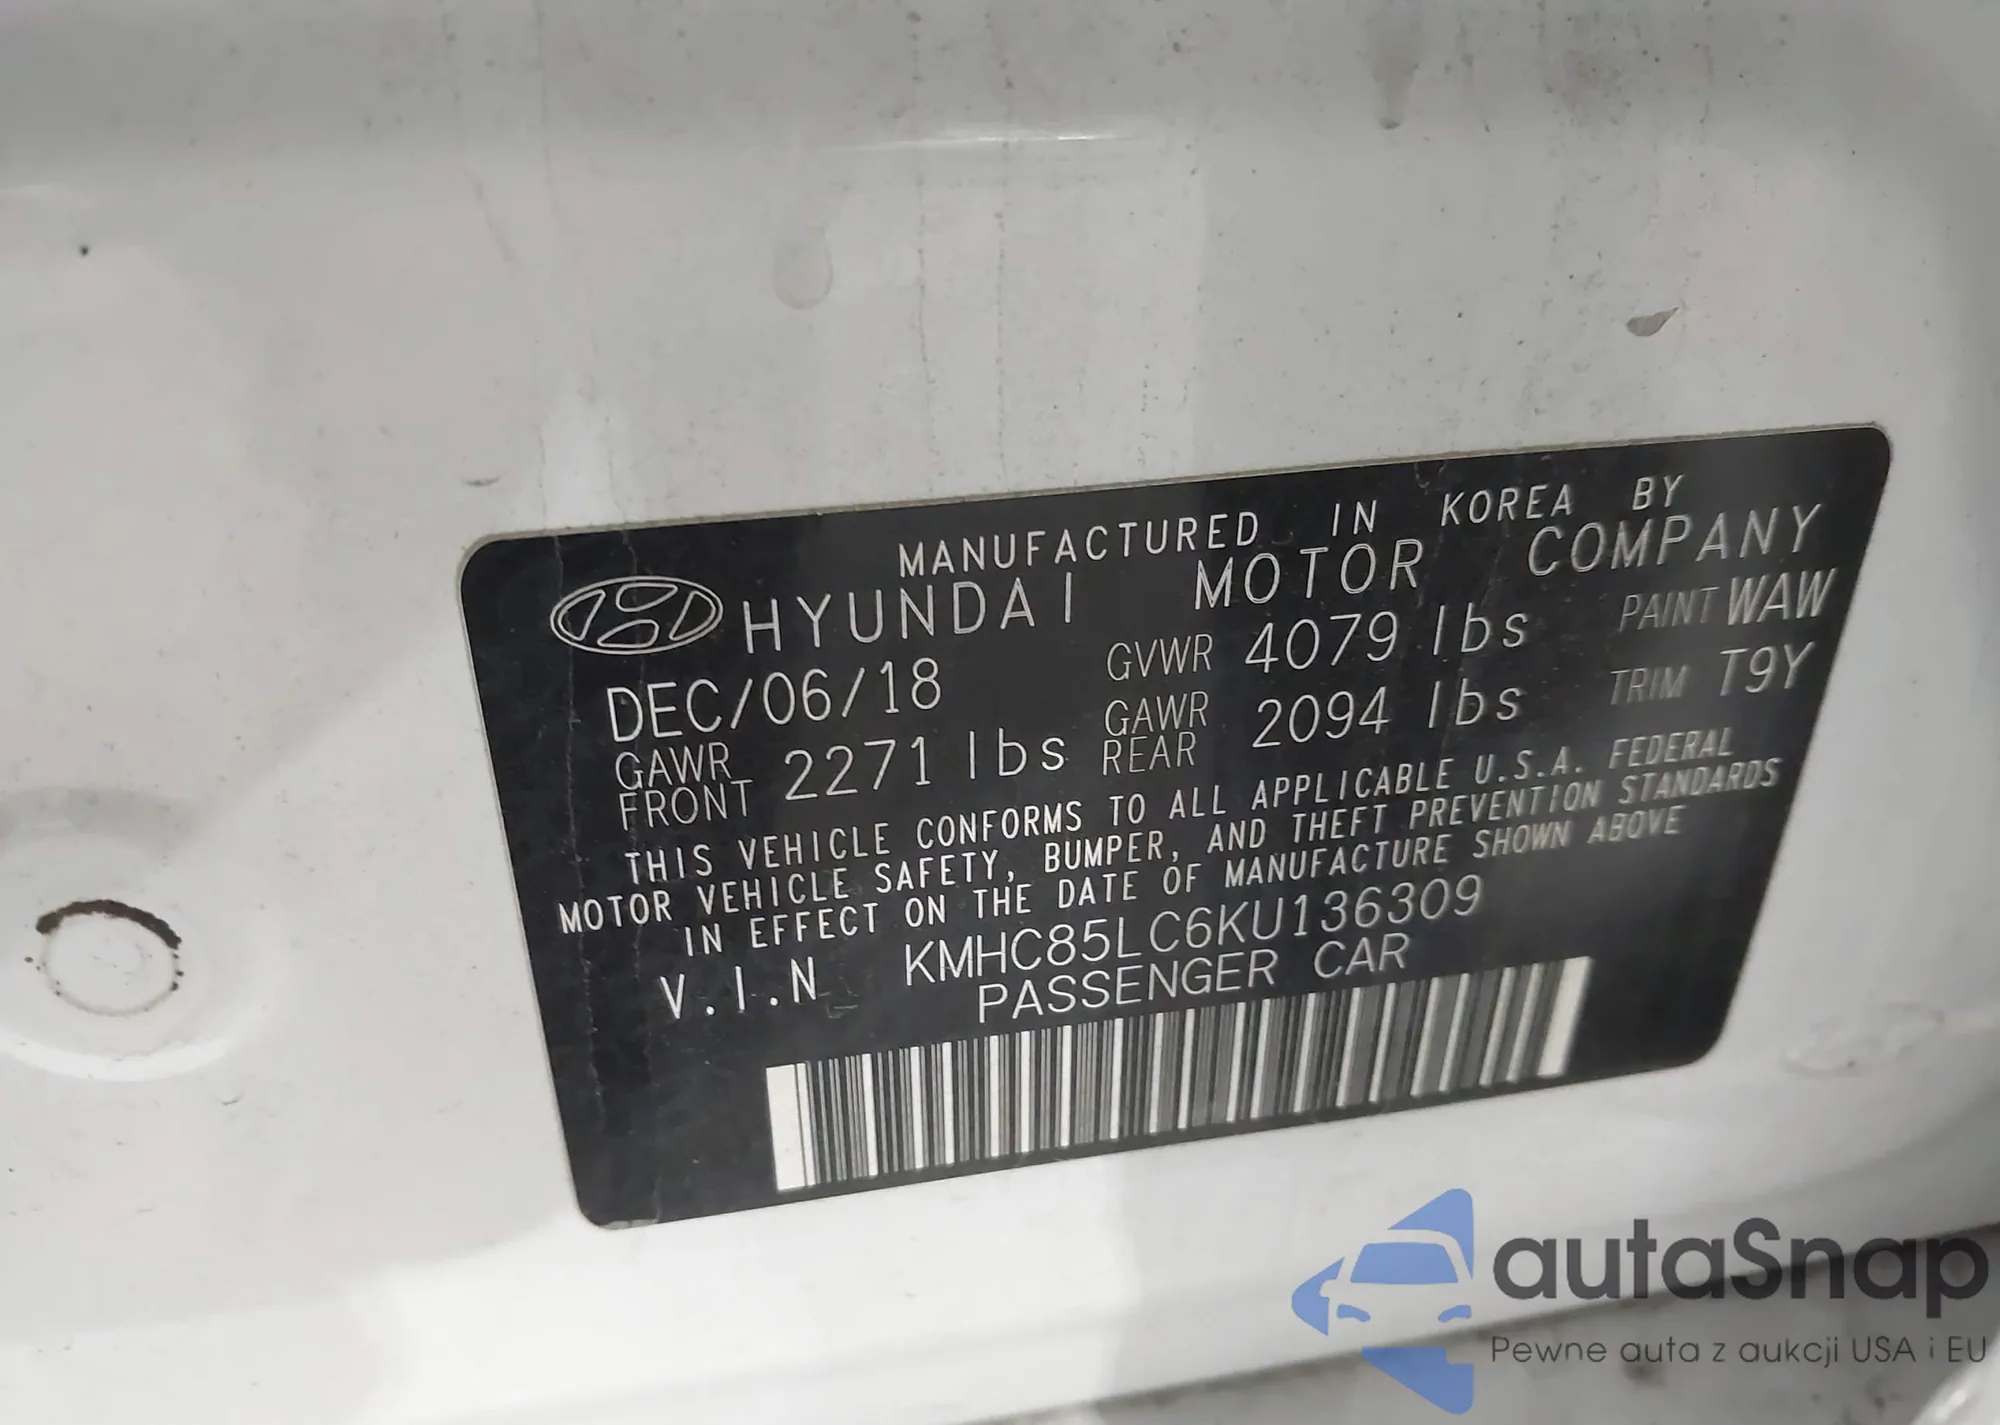 MANUFACTURED IN KOREA BY
HYUNDAI MOTOR COMPANY
DEC/06/18 GVWR 4079 lbs PAINT WAW
GAWR FRONT 2271 lbs GAWR REAR 2094 lbs TRIM T9Y
THIS VEHICLE CONFORMS TO ALL APPLICABLE U.S.A. FEDERAL
MOTOR VEHICLE SAFETY, BUMPER, AND THEFT PREVENTION STANDARDS
IN EFFECT ON THE DATE OF MANUFACTURE SHOWN ABOVE
V.I.N KMHC85LC6KU136309
PASSENGER CAR
autaSnap
Pewne auta z aukcji USA i EU